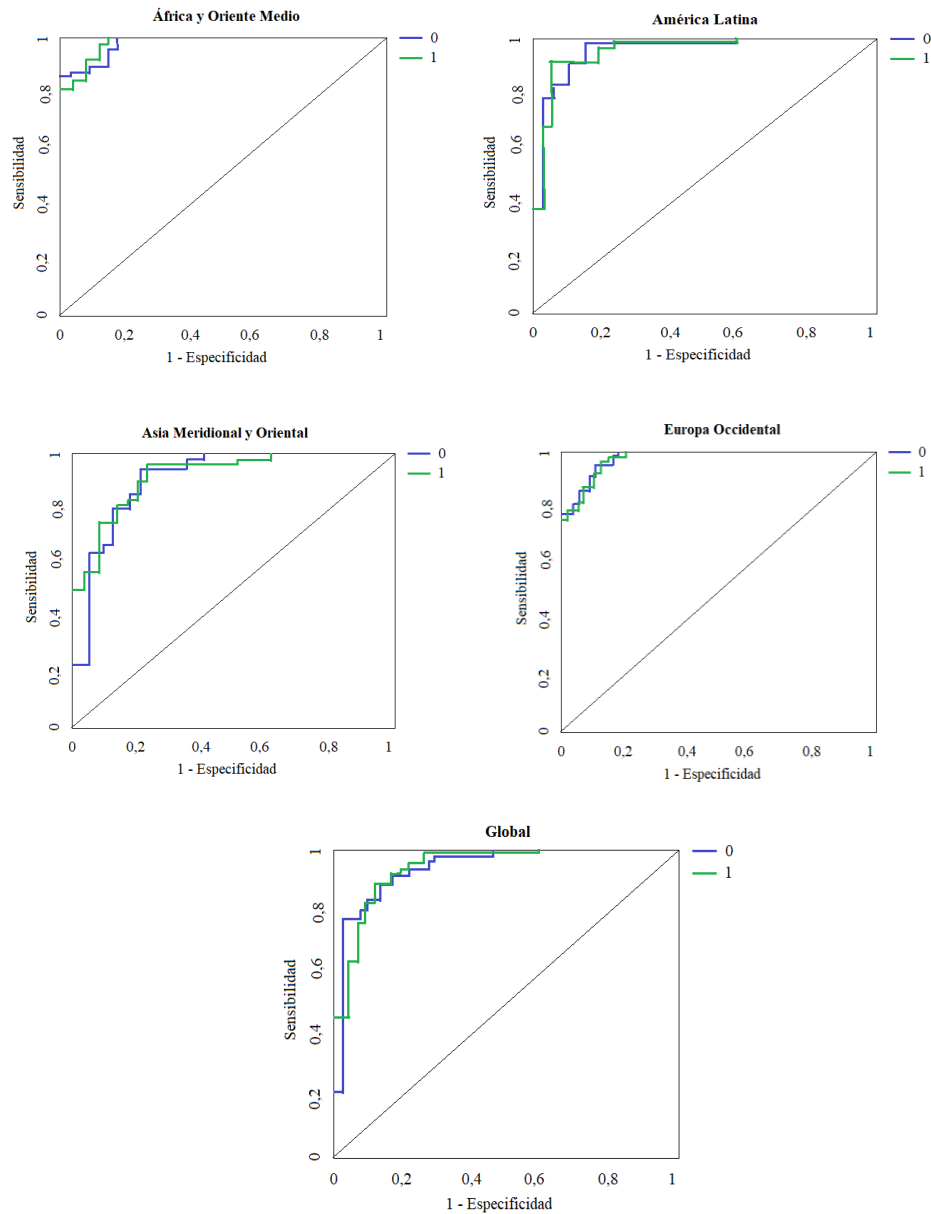 África y Oriente Medio
0
1
1
0,8
0,6
0,4
0,2
0
Sensibilidad
0 0,2 0,4 0,6 0,8 1
1 - Especificidad
América Latina
0
1
1
0,8
0,6
0,4
0,2
0
Sensibilidad
0 0,2 0,4 0,6 0,8 1
1 - Especificidad
Asia Meridional y Oriental
0
1
1
0,8
0,6
0,4
0,2
0
Sensibilidad
0 0,2 0,4 0,6 0,8 1
1 - Especificidad
Europa Occidental
0
1
1
0,8
0,6
0,4
0,2
0
Sensibilidad
0 0,2 0,4 0,6 0,8 1
1 - Especificidad
Global
0
1
1
0,8
0,6
0,4
0,2
0
Sensibilidad
0 0,2 0,4 0,6 0,8 1
1 - Especificidad